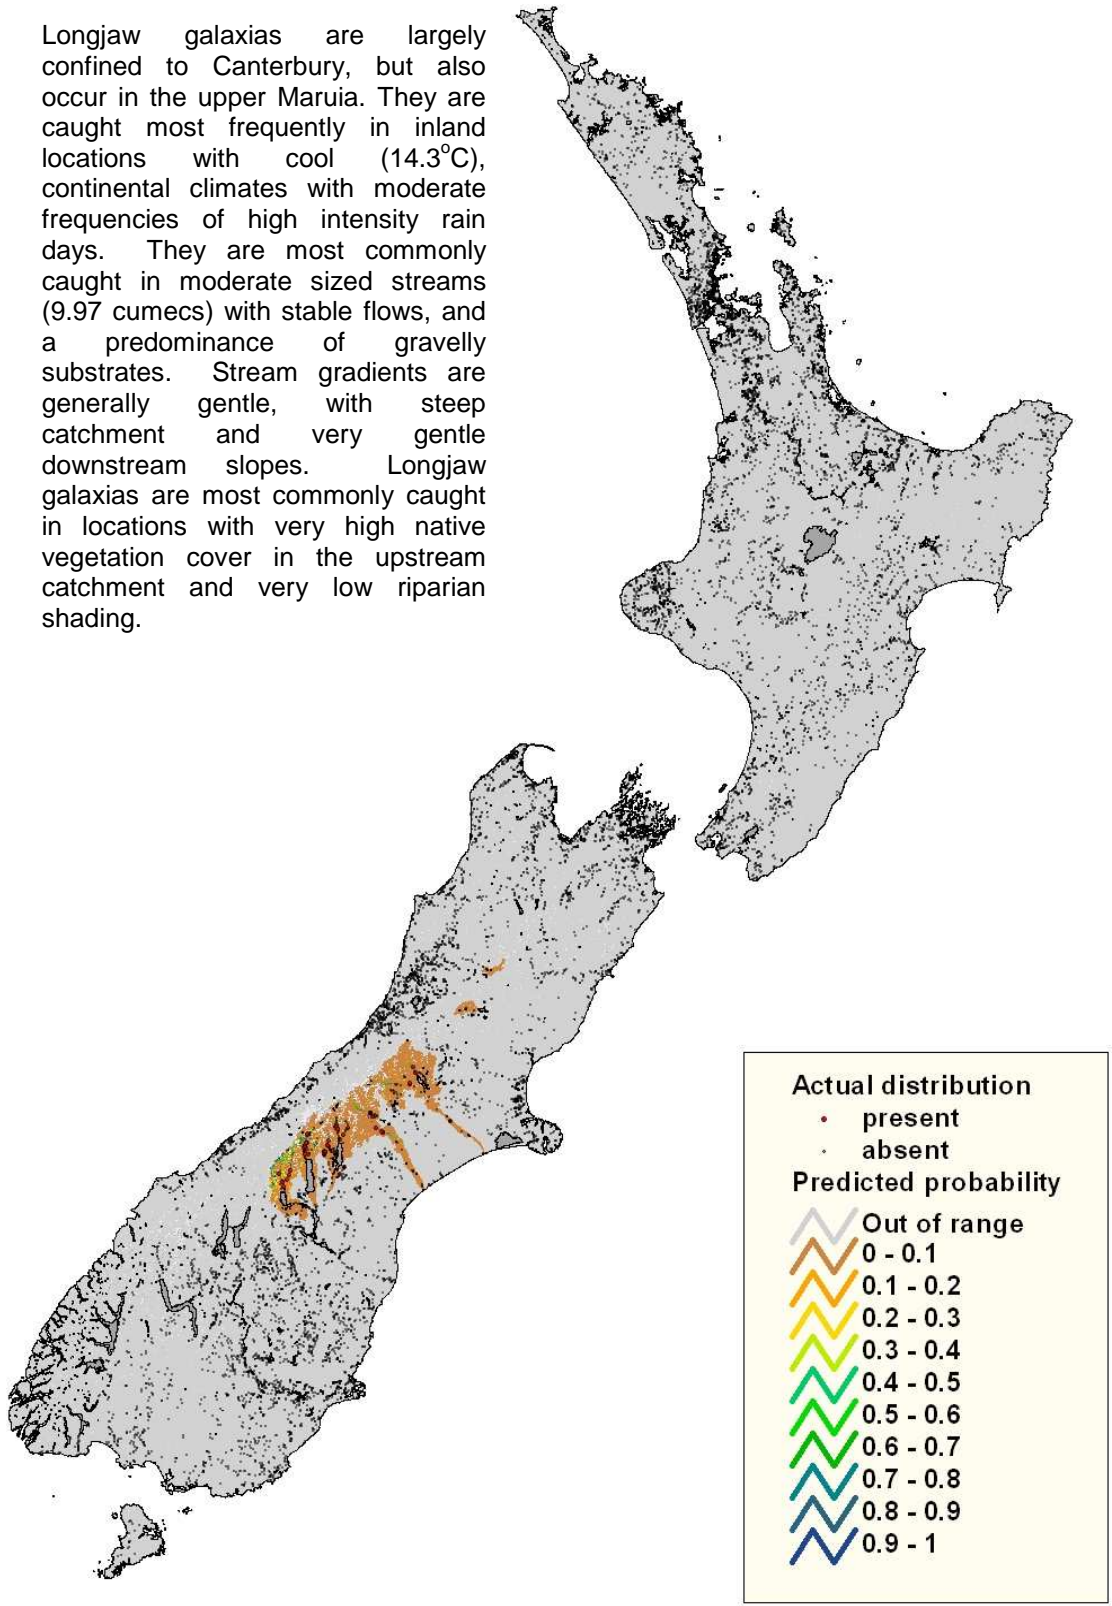 Longjaw galaxias are largely
confined to Canterbury, but also
occur in the upper Maruia. They are
caught most frequently in inland
locations with cool (14.3°C),
continental climates with moderate
frequencies of high intensity rain
days. They are most commonly
caught in moderate sized streams
(9.97 cumecs) with stable flows, and
a predominance of gravelly
substrates. Stream gradients are
generally gentle, with steep
catchment and very gentle
downstream slopes. Longjaw
galaxias are most commonly caught
in locations with very high native
vegetation cover in the upstream
catchment and very low riparian
shading.
Actual distribution
present
absent
Predicted probability
Out of range
0 - 0.1
0.1 - 0.2
0.2 - 0.3
0.3 - 0.4
0.4 - 0.5
0.5 - 0.6
0.6 - 0.7
0.7 - 0.8
0.8 - 0.9
0.9 - 1